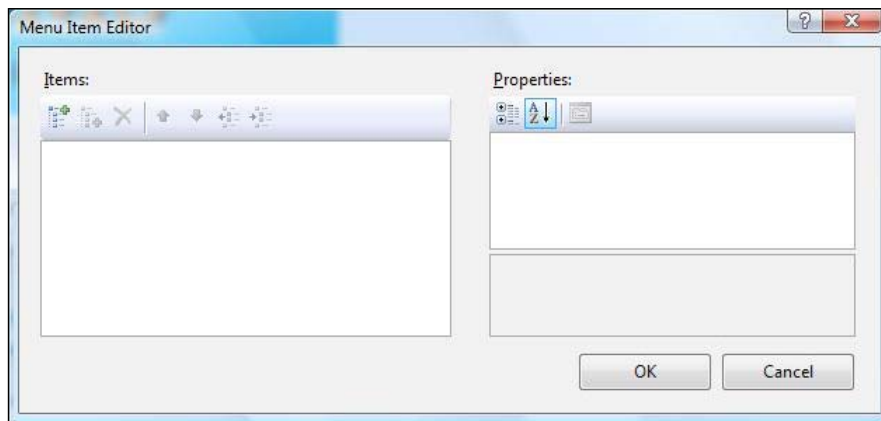 Menu Item Editor
Items:
Properties:
A
Z
OK
Cancel